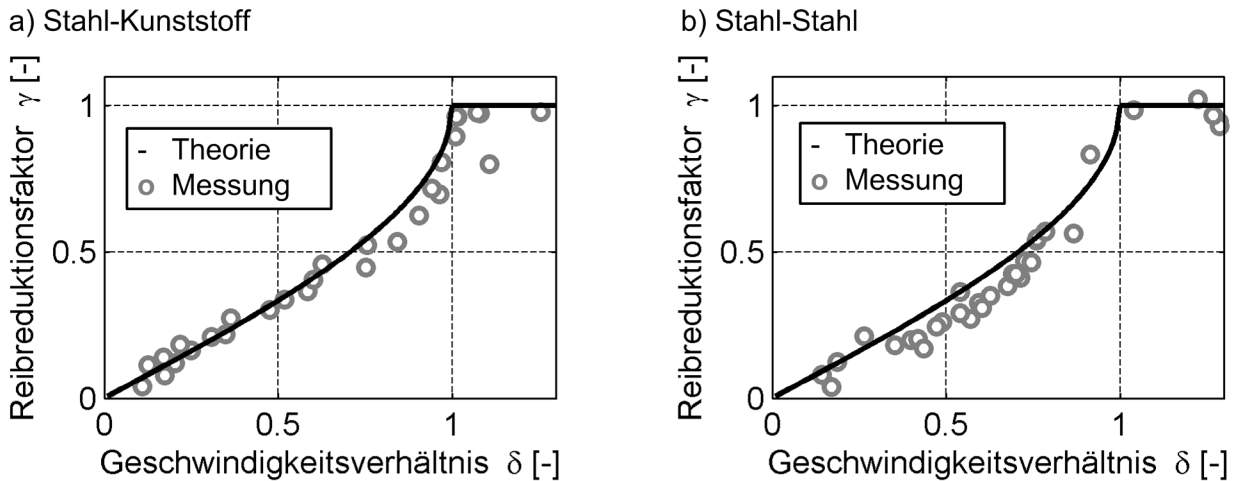 a) Stahl-Kunststoff
Reibreduktionsfaktor γ [-]
1
0.5
0
Theorie
Messung
0
0.5
1
Geschwindigkeitsverhältnis δ [-]
b) Stahl-Stahl
Reibreduktionsfaktor γ [-]
1
0.5
0
Theorie
Messung
0
0.5
1
Geschwindigkeitsverhältnis δ [-]